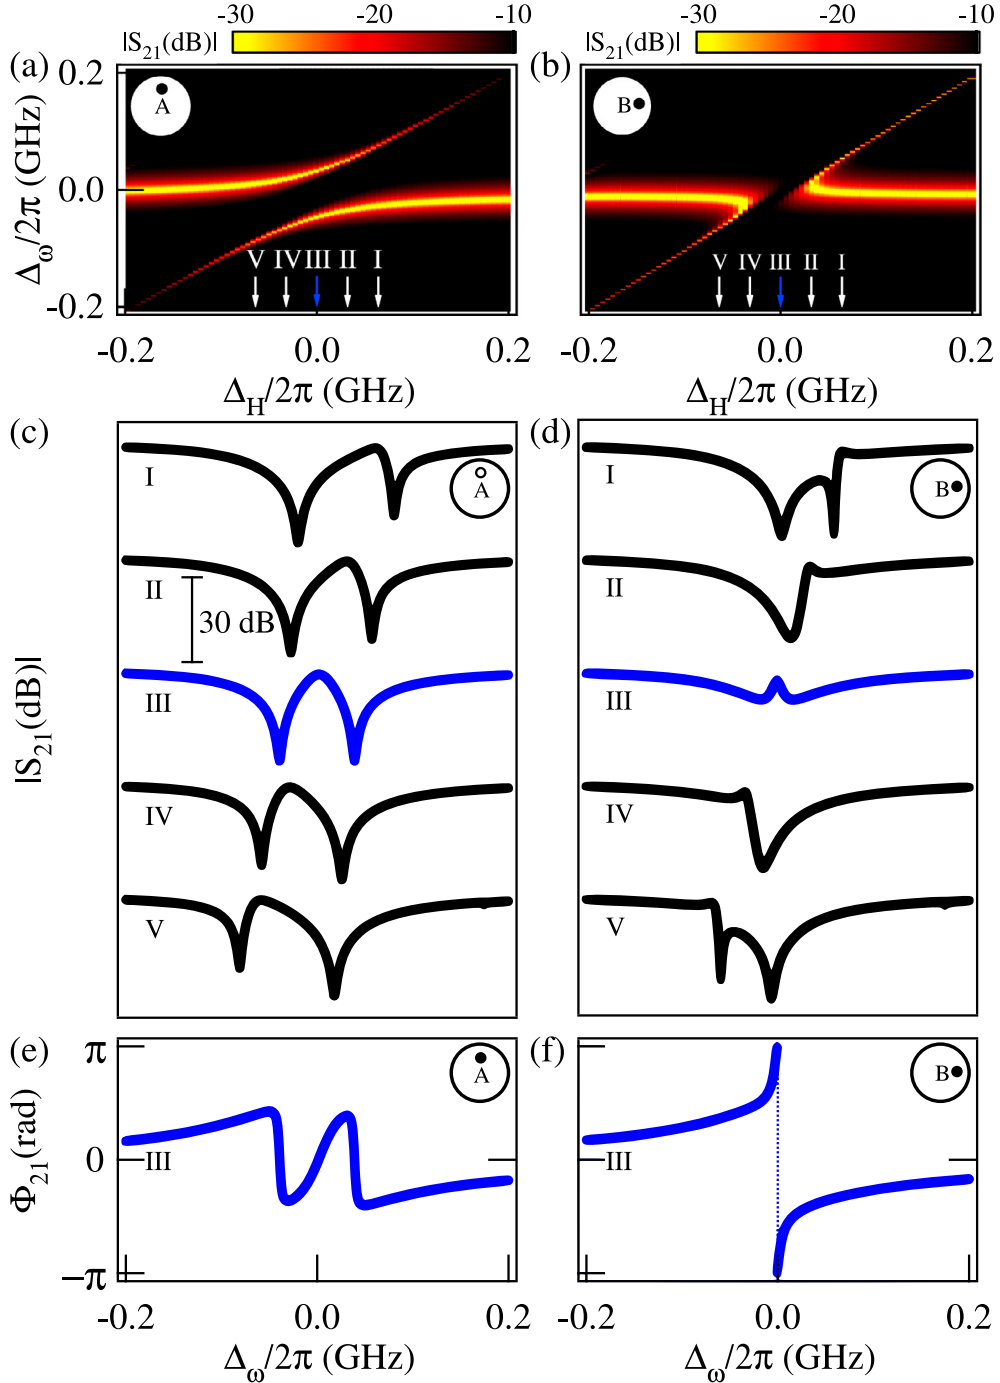 -30 -20 -10
|S21(dB)|
-30 -20 -10
|S21(dB)|
(a)
A
0.2
0.0
-0.2
Δω/2π (GHz)
V IV III II I
-0.2 0.0 0.2
ΔH/2π (GHz)
(b)
B
V IV III II I
-0.2 0.0 0.2
ΔH/2π (GHz)
(c)
A
I
II
30 dB
III
IV
V
|S21(dB)|
(d)
B
I
II
III
IV
V
(e)
A
π
0
−π
III
Φ21(rad)
-0.2 0.0 0.2
Δω/2π (GHz)
(f)
B
III
-0.2 0.0 0.2
Δω/2π (GHz)